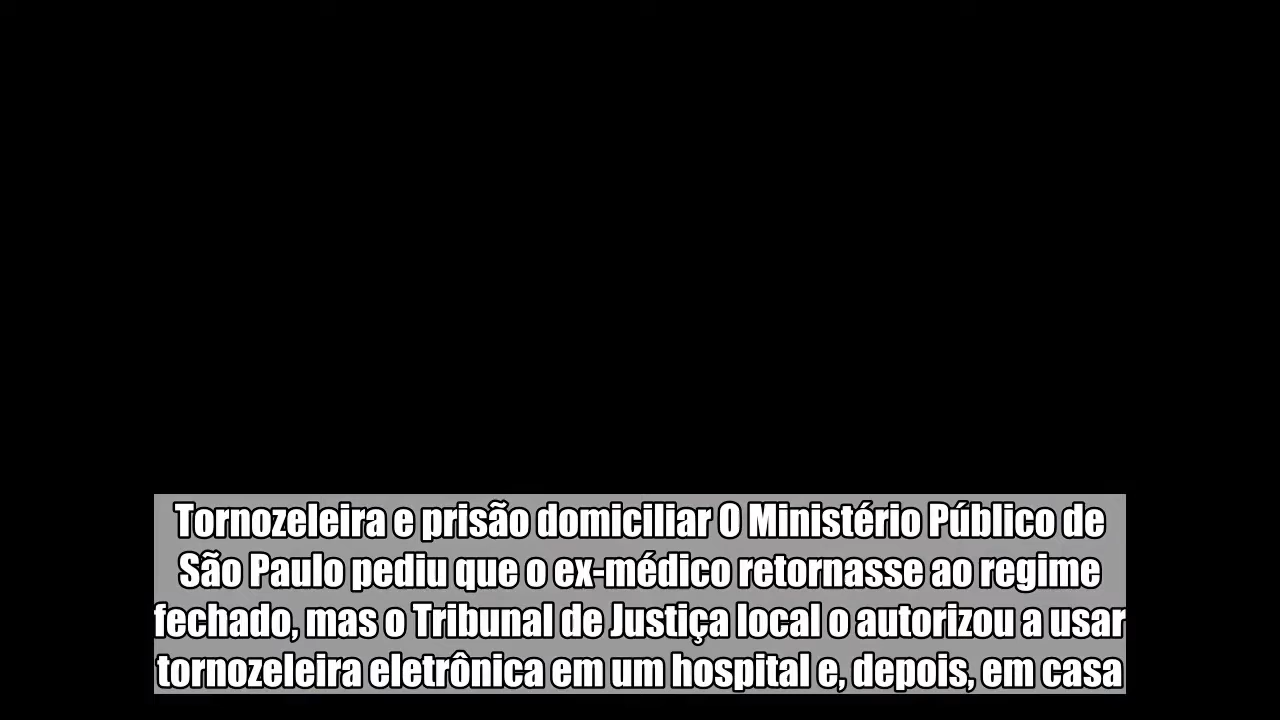 Tornozeleira e prisão domiciliar O Ministério Público de
São Paulo pediu que o ex-médico retornasse ao regime
fechado, mas o Tribunal de Justiça local o autorizou a usar
tornozeleira eletrônica em um hospital e, depois, em casa